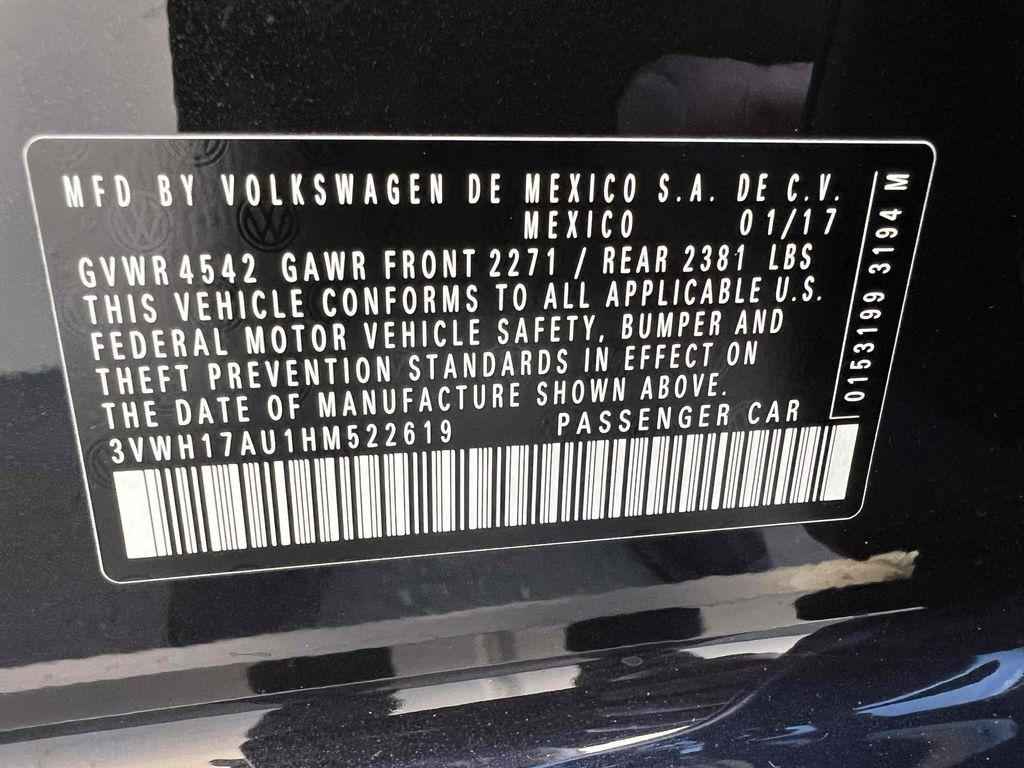 MFD BY VOLKSWAGEN DE MEXICO S.A. DE C.V.
MEXICO 01/17
GVWR 4542 GAWR FRONT 2271 / REAR 2381 LBS
THIS VEHICLE CONFORMS TO ALL APPLICABLE U.S.
FEDERAL MOTOR VEHICLE SAFETY, BUMPER AND
THEFT PREVENTION STANDARDS IN EFFECT ON
THE DATE OF MANUFACTURE SHOWN ABOVE.
3VWH17AU1HM522619 PASSENGER CAR
0153199 3194 M